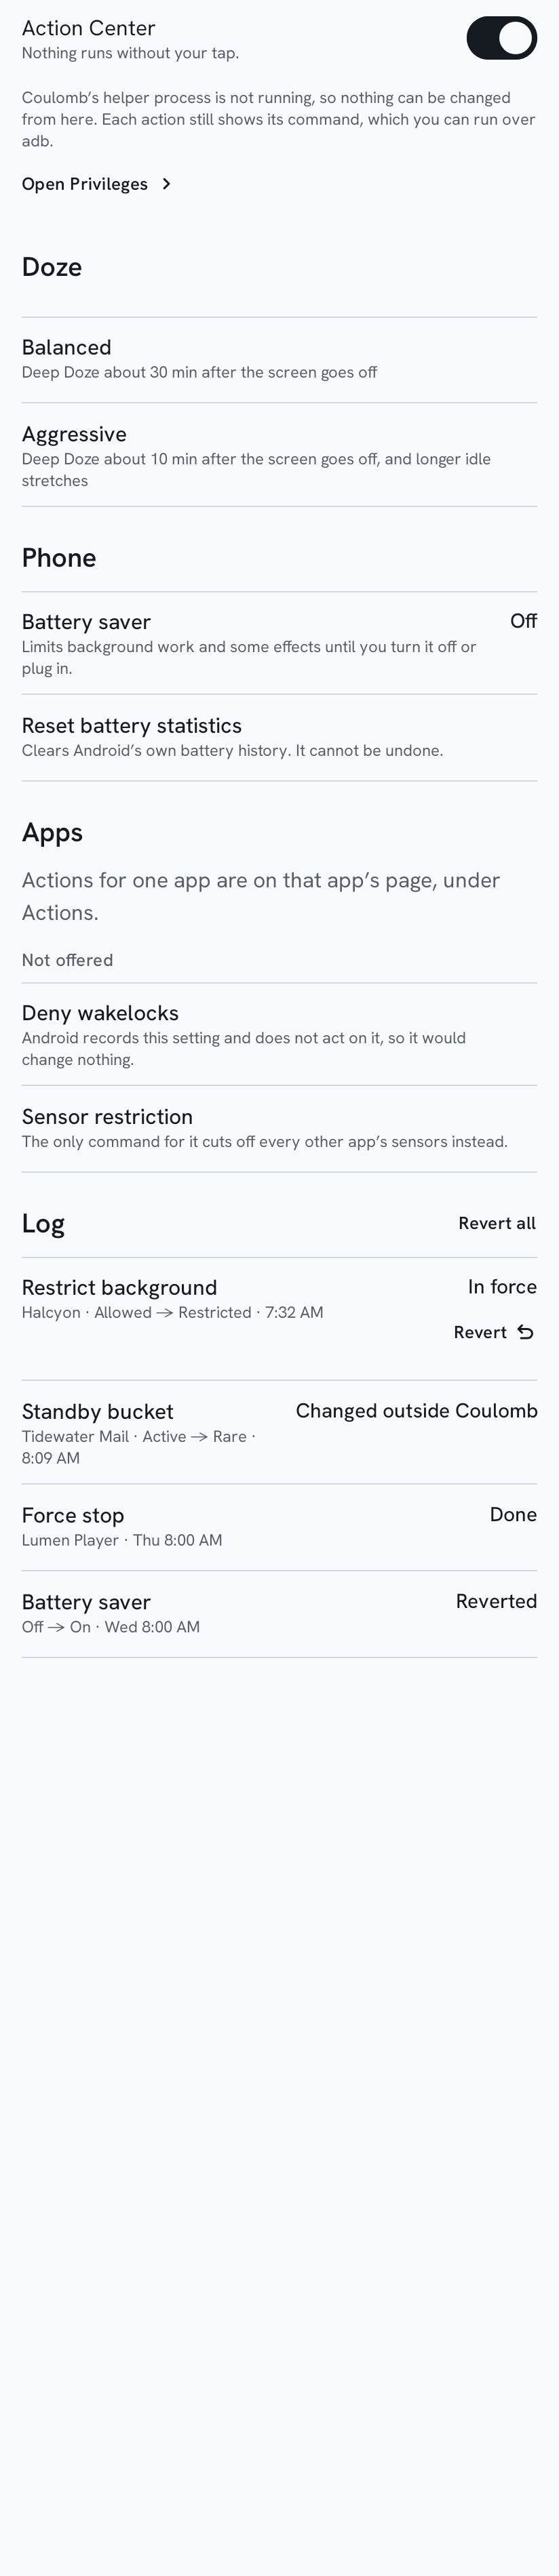 Action Center
Nothing runs without your tap.
Coulomb’s helper process is not running, so nothing can be changed
from here. Each action still shows its command, which you can run over
adb.
Open Privileges
Doze
Balanced
Deep Doze about 30 min after the screen goes off
Aggressive
Deep Doze about 10 min after the screen goes off, and longer idle
stretches
Phone
Battery saver
Off
Limits background work and some effects until you turn it off or
plug in.
Reset battery statistics
Clears Android’s own battery history. It cannot be undone.
Apps
Actions for one app are on that app’s page, under
Actions.
Not offered
Deny wakelocks
Android records this setting and does not act on it, so it would
change nothing.
Sensor restriction
The only command for it cuts off every other app’s sensors instead.
Log
Revert all
Restrict background
In force
Halcyon · Allowed → Restricted · 7:32 AM
Revert
Standby bucket
Changed outside Coulomb
Tidewater Mail · Active → Rare ·
8:09 AM
Force stop
Done
Lumen Player · Thu 8:00 AM
Battery saver
Reverted
Off → On · Wed 8:00 AM